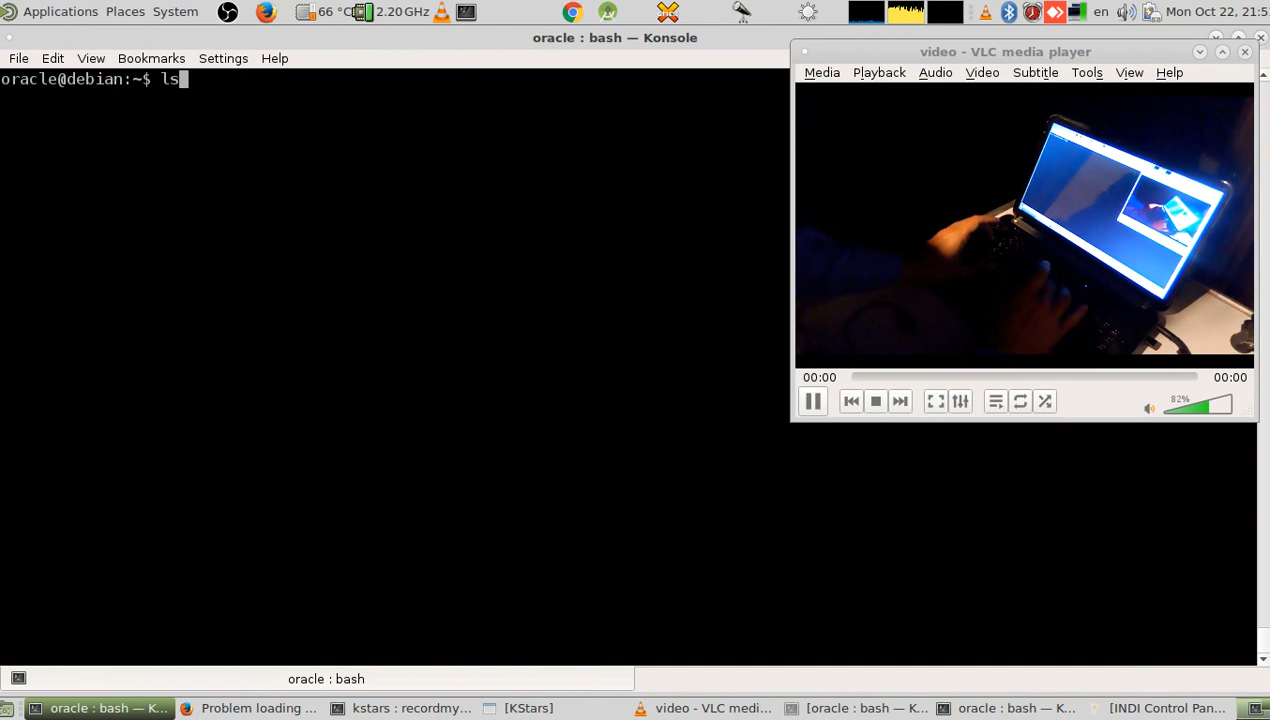 Applications Places System 66 °C 2.20 GHz en Mon Oct 22, 21:5
oracle : bash — Konsole
File Edit View Bookmarks Settings Help
oracle@debian:~$ ls
video - VLC media player
Media Playback Audio Video Subtitle Tools View Help
00:00 00:00
82%
oracle : bash
oracle : bash — K... Problem loading ... kstars : recordmy... [KStars] video - VLC medi... [oracle : bash — K... oracle : bash — K... [INDI Control Pan...